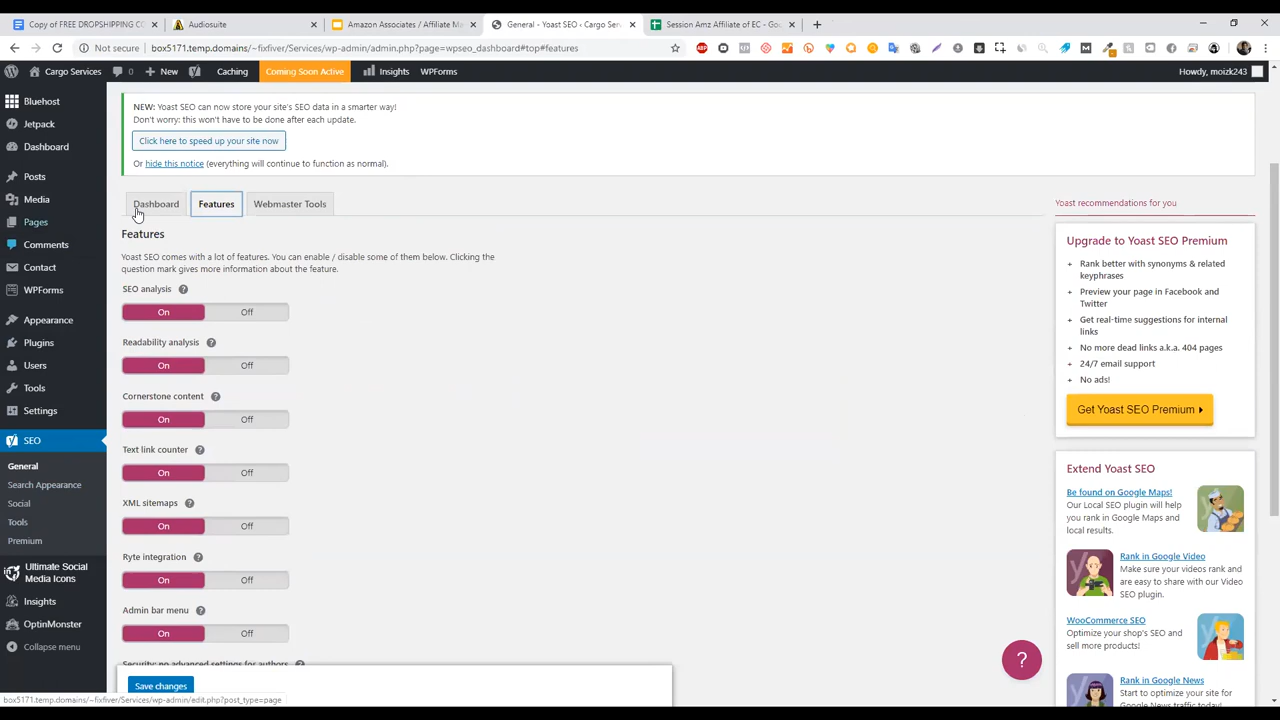 Copy of FREE DROPSHIPPING CO
Audiosuite
Amazon Associates / Affiliate Ma
General - Yoast SEO ‹ Cargo Serv
Session Amz Affiliate of EC - Goo
Not secure
box5171.temp.domains/~fixfiver/Services/wp-admin/admin.php?page=wpseo_dashboard#top#features
Cargo Services
0
New
Caching
Coming Soon Active
Insights
WPForms
Howdy, moizk243
Bluehost
Jetpack
Dashboard
Posts
Media
Pages
Comments
Contact
WPForms
Appearance
Plugins
Users
Tools
Settings
SEO
General
Search Appearance
Social
Tools
Premium
Ultimate Social
Media Icons
Insights
OptinMonster
Collapse menu
NEW: Yoast SEO can now store your site's SEO data in a smarter way!
Don't worry: this won't have to be done after each update.
Click here to speed up your site now
Or hide this notice (everything will continue to function as normal).
Dashboard
Features
Webmaster Tools
Features
Yoast SEO comes with a lot of features. You can enable / disable some of them below. Clicking the
question mark gives more information about the feature.
SEO analysis ?
On Off
Readability analysis ?
On Off
Cornerstone content ?
On Off
Text link counter ?
On Off
XML sitemaps ?
On Off
Ryte integration ?
On Off
Admin bar menu ?
On Off
Security: no advanced settings for authors
Save changes
Yoast recommendations for you
Upgrade to Yoast SEO Premium
+ Rank better with synonyms & related
keyphrases
+ Preview your page in Facebook and
Twitter
+ Get real-time suggestions for internal
links
+ No more dead links a.k.a. 404 pages
+ 24/7 email support
+ No ads!
Get Yoast SEO Premium
Extend Yoast SEO
Be found on Google Maps!
Our Local SEO plugin will help
you rank in Google Maps and
local results.
Rank in Google Video
Make sure your videos rank and
are easy to share with our Video
SEO plugin.
WooCommerce SEO
Optimize your shop's SEO and
sell more products!
Rank in Google News
Start to optimize your site for
Google News traffic today!
?
box5171.temp.domains/~fixfiver/Services/wp-admin/edit.php?post_type=page